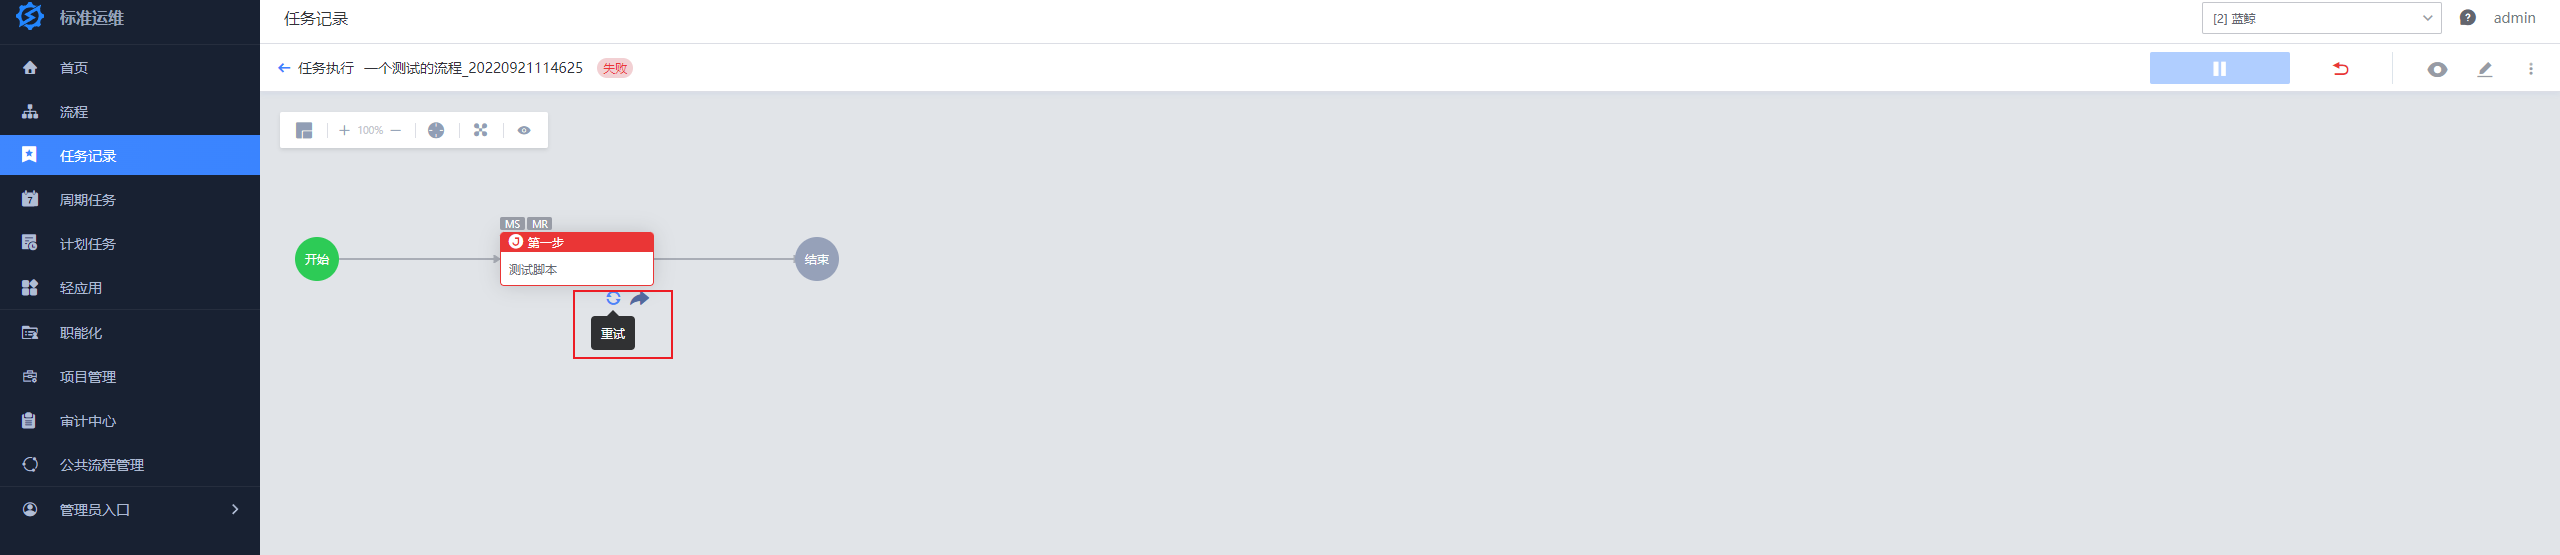 标准运维
首页
流程
任务记录
7
周期任务
计划任务
轻应用
职能化
项目管理
审计中心
公共流程管理
管理员入口
任务记录
[2] 蓝鲸
?
admin
任务执行 一个测试的流程_20220921114625 失败
100%
开始
MS MR
J 第一步
测试脚本
重试
结束